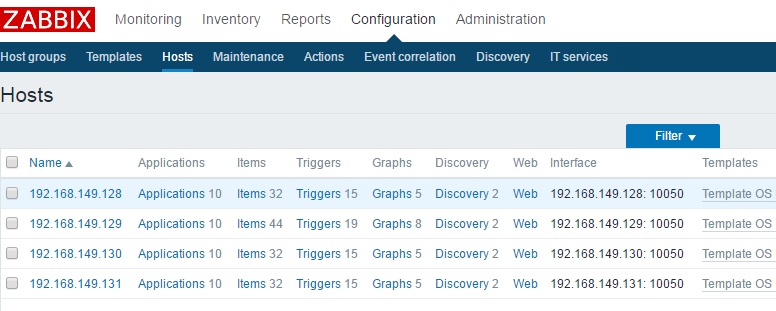 ZABBIX Monitoring Inventory Reports Configuration Administration
Host groups Templates Hosts Maintenance Actions Event correlation Discovery IT services
Hosts
Filter
Name Applications Items Triggers Graphs Discovery Web Interface Templates
192.168.149.128 Applications 10 Items 32 Triggers 15 Graphs 5 Discovery 2 Web 192.168.149.128: 10050 Template OS
192.168.149.129 Applications 10 Items 44 Triggers 19 Graphs 8 Discovery 2 Web 192.168.149.129: 10050 Template OS
192.168.149.130 Applications 10 Items 32 Triggers 15 Graphs 5 Discovery 2 Web 192.168.149.130: 10050 Template OS
192.168.149.131 Applications 10 Items 32 Triggers 15 Graphs 5 Discovery 2 Web 192.168.149.131: 10050 Template OS